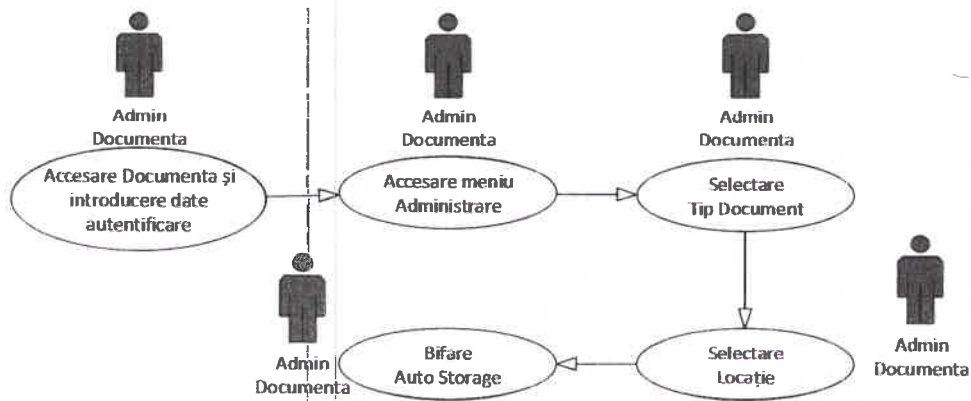 Admin
Documenta
Accesare Documenta și
introducere date
autentificare
Admin
Documenta
Accesare meniu
Administrare
Admin
Documenta
Selectare
Tip Document
Admin
Documenta
Selectare
Locație
Admin
Documenta
Bifare
Auto Storage